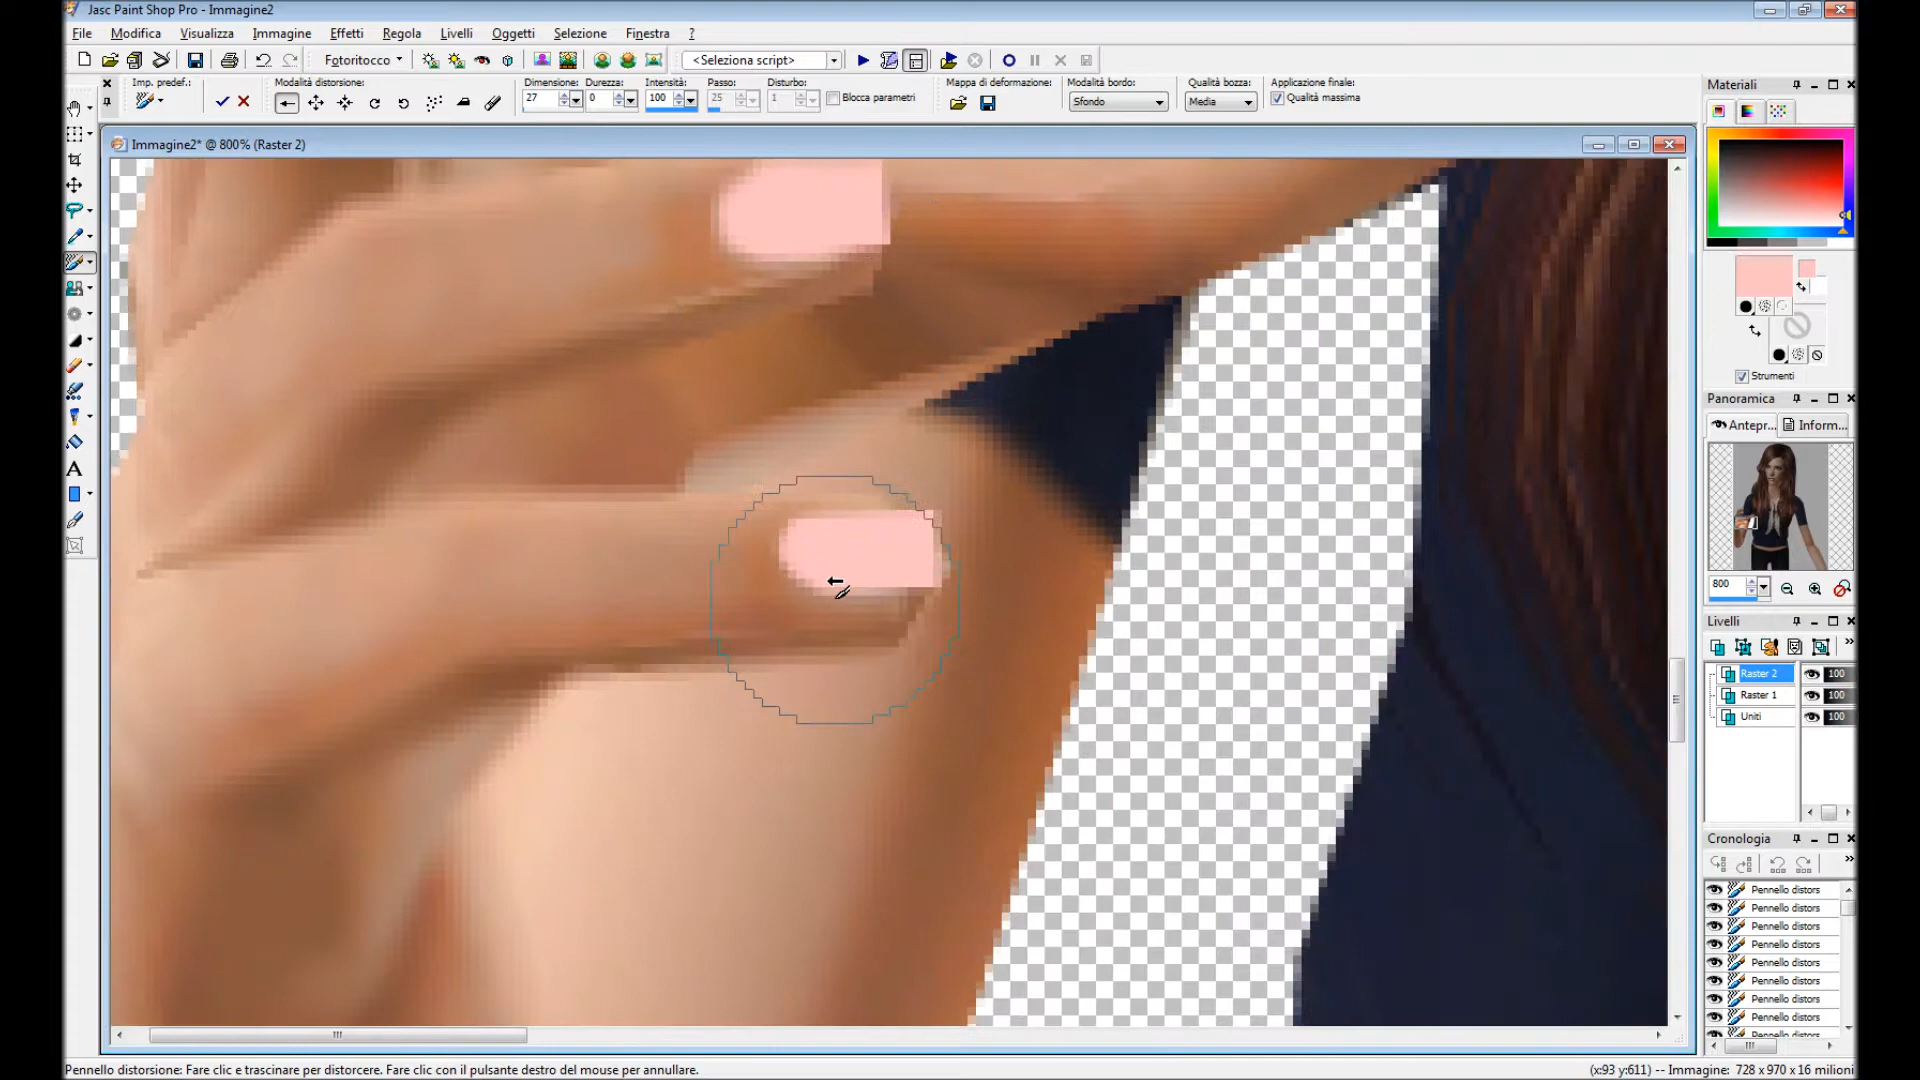 Jasc Paint Shop Pro - Immagine2
File Modifica Visualizza Immagine Effetti Regola Livelli Oggetti Selezione Finestra ?
Fotoritocco <Seleziona script>
Imp. predef.: Modalità distorsione: Dimensione: Durezza: Intensità: Passo: Disturbo: Mappa di deformazione: Modalità bordo: Qualità bozza: Applicazione finale:
27 0 100 25 1 Blocca parametri Sfondo Media Qualità massima
Immagine2* @ 800% (Raster 2)
Materiali
Strumenti
Panoramica
Antepr... Inform...
800
Livelli
Raster 2 100
Raster 1 100
Uniti 100
Cronologia
Pennello distors
Pennello distors
Pennello distors
Pennello distors
Pennello distors
Pennello distors
Pennello distors
Pennello distors
Pennello distorsione: Fare clic e trascinare per distorcere. Fare clic con il pulsante destro del mouse per annullare.
(x:93 y:611) -- Immagine: 728 x 970 x 16 milioni